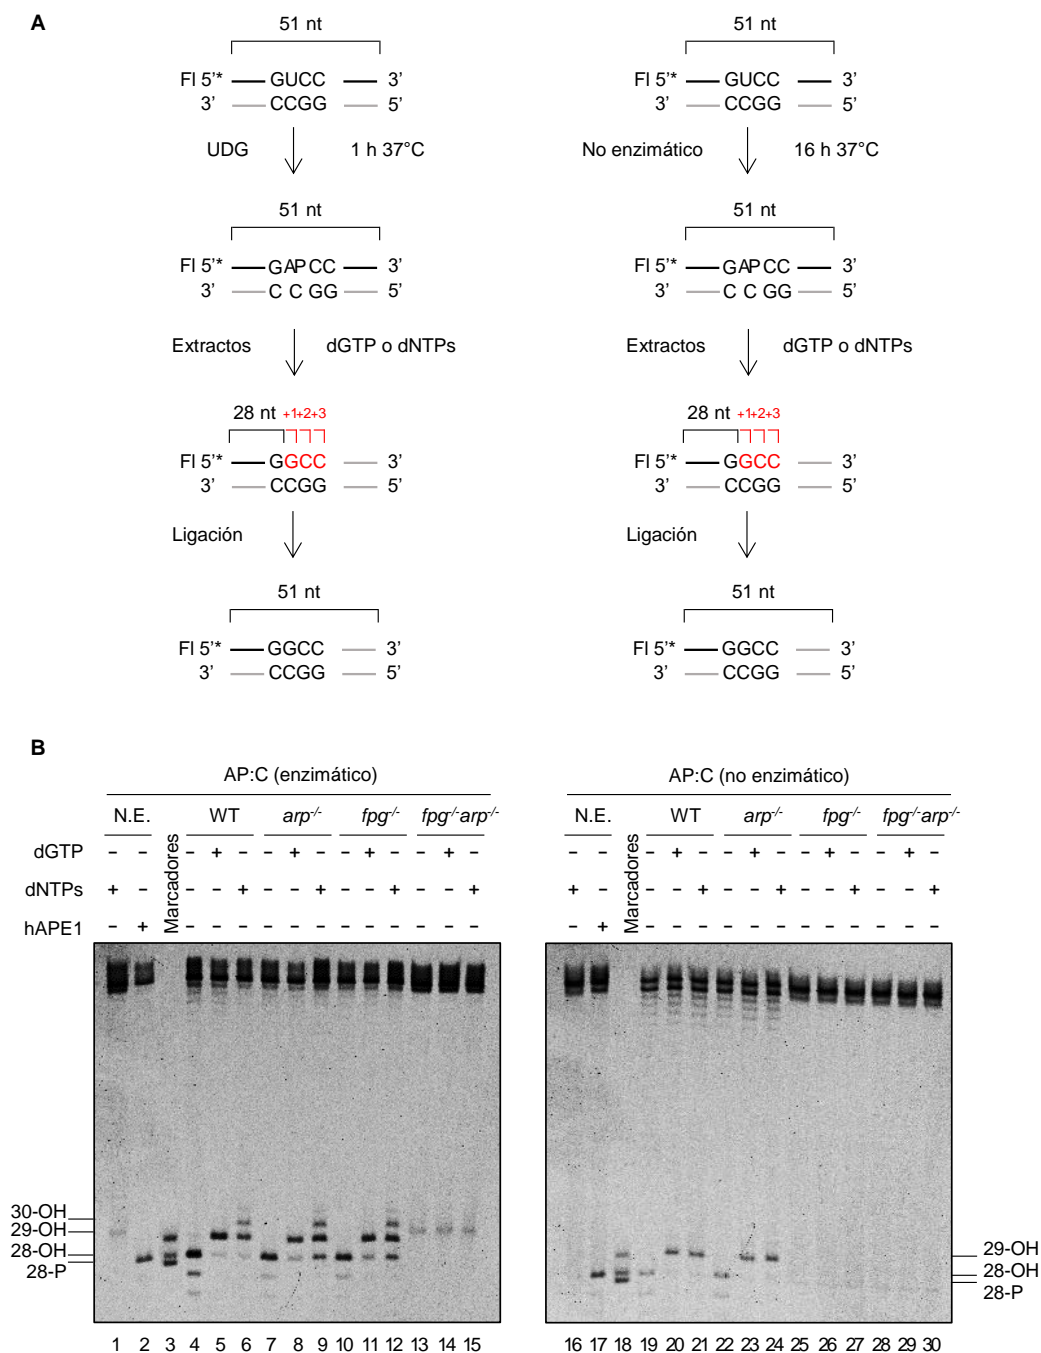 A
51 nt
Fl 5’* GUCC 3’
3’ CCGG 5’
UDG 1 h 37°C
51 nt
Fl 5’* GAPCC 3’
3’ C C GG 5’
Extractos dGTP o dNTPs
28 nt +1+2+3
Fl 5’* GGCC 3’
3’ CCGG 5’
Ligación
51 nt
Fl 5’* GGCC 3’
3’ CCGG 5’
51 nt
Fl 5’* GUCC 3’
3’ CCGG 5’
No enzimático 16 h 37°C
51 nt
Fl 5’* GAPCC 3’
3’ C C GG 5’
Extractos dGTP o dNTPs
28 nt +1+2+3
Fl 5’* GGCC 3’
3’ CCGG 5’
Ligación
51 nt
Fl 5’* GGCC 3’
3’ CCGG 5’
B
AP:C (enzimático)
N.E. Marcadores WT arp-/- fpg-/- fpg-/-arp-/-
dGTP - - - + - - + - - + - - + -
dNTPs + - - - + - - + - - + - - +
hAPE1 - + - - - - - - - - - - - -
30-OH
29-OH
28-OH
28-P
1 2 3 4 5 6 7 8 9 10 11 12 13 14 15
AP:C (no enzimático)
N.E. Marcadores WT arp-/- fpg-/- fpg-/-arp-/-
- - - + - - + - - + - - + -
+ - - - + - - + - - + - - +
- + - - - - - - - - - - - -
29-OH
28-OH
28-P
16 17 18 19 20 21 22 23 24 25 26 27 28 29 30